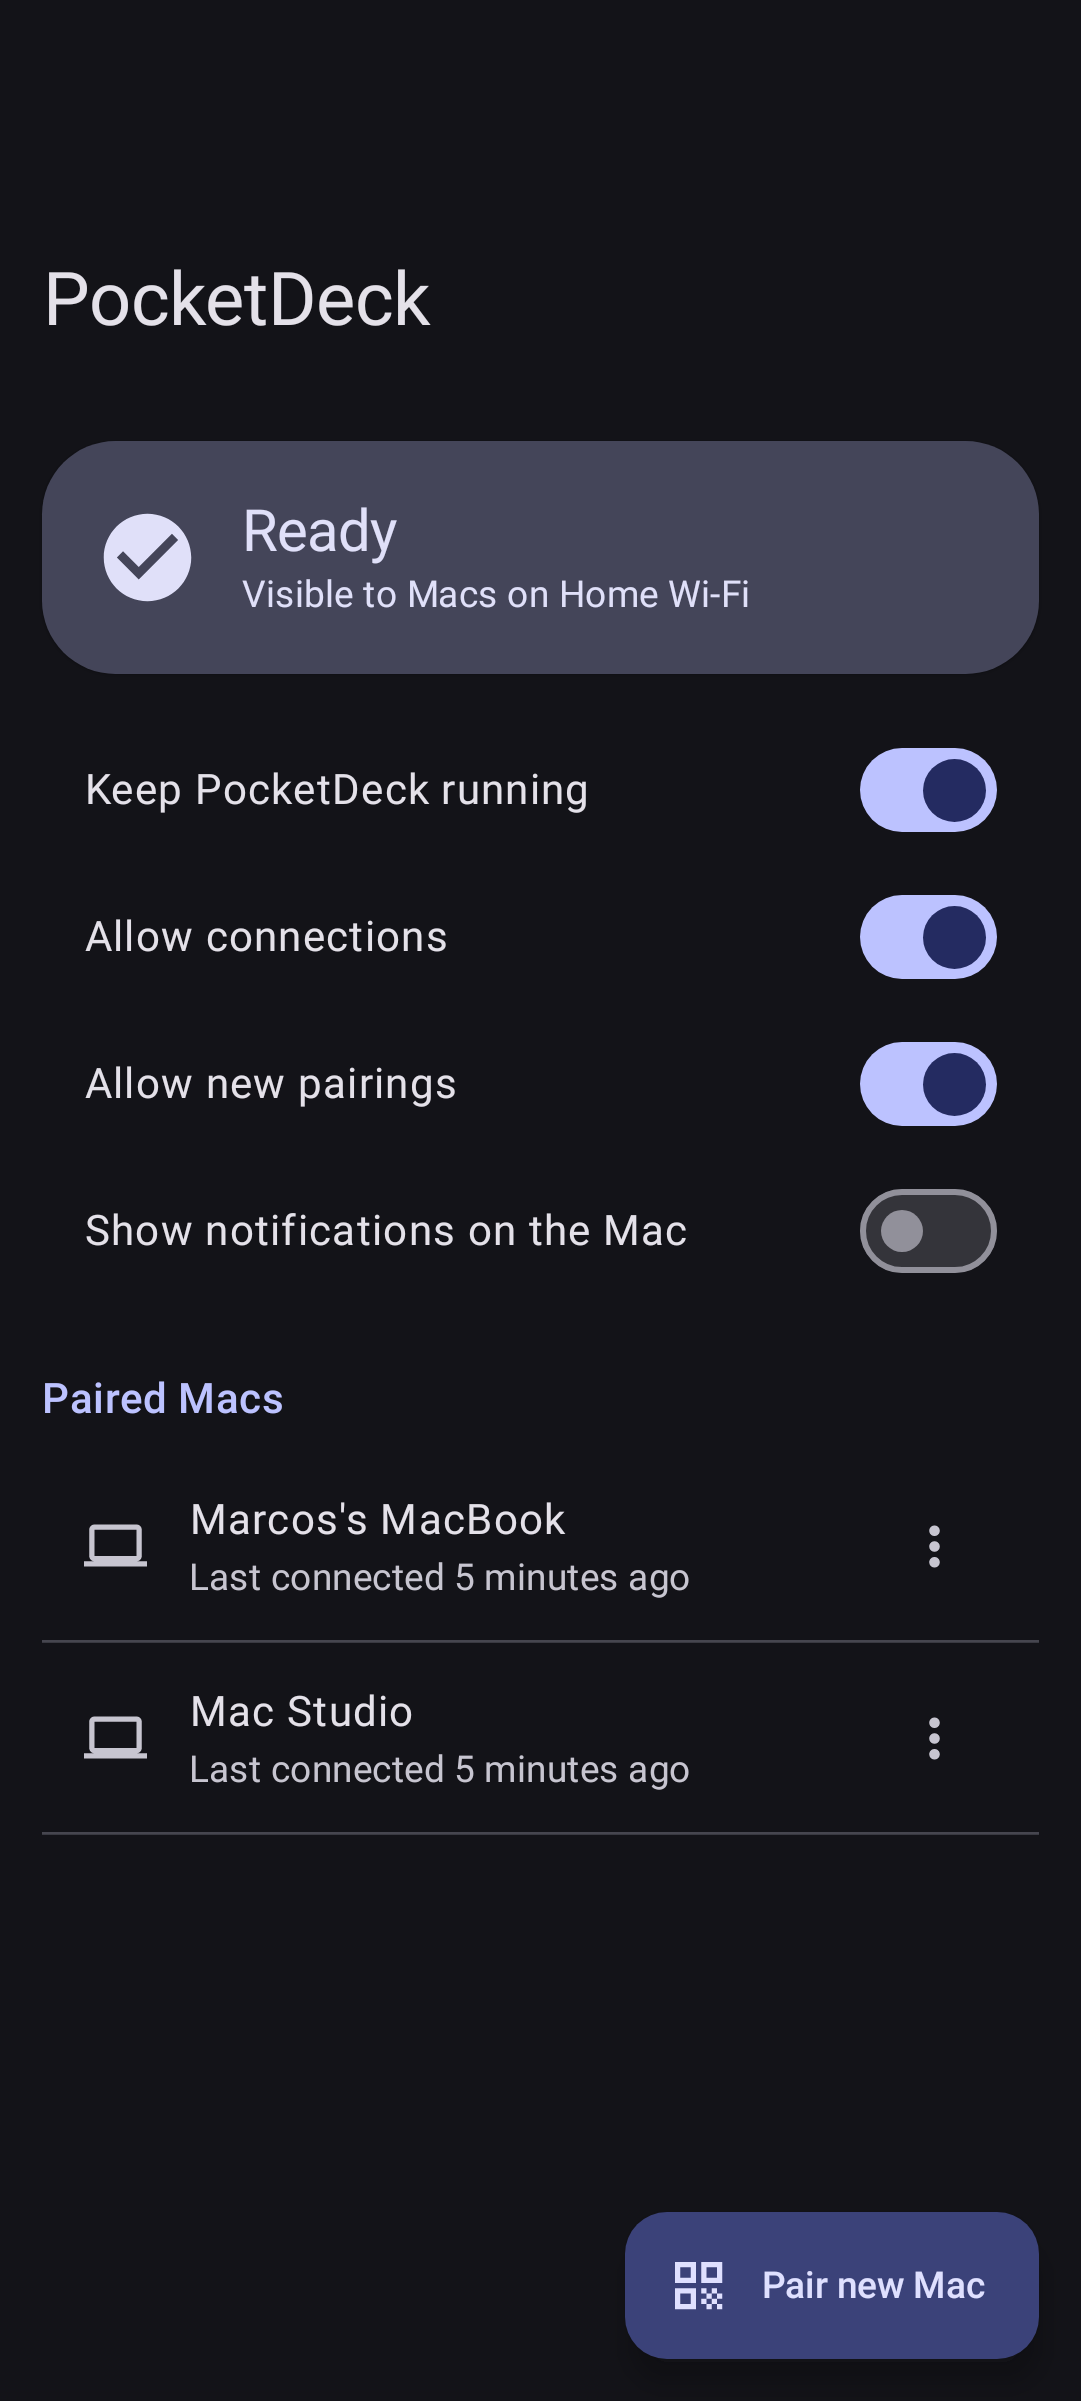 PocketDeck
Ready
Visible to Macs on Home Wi-Fi
Keep PocketDeck running
Allow connections
Allow new pairings
Show notifications on the Mac
Paired Macs
Marcos's MacBook
Last connected 5 minutes ago
Mac Studio
Last connected 5 minutes ago
Pair new Mac